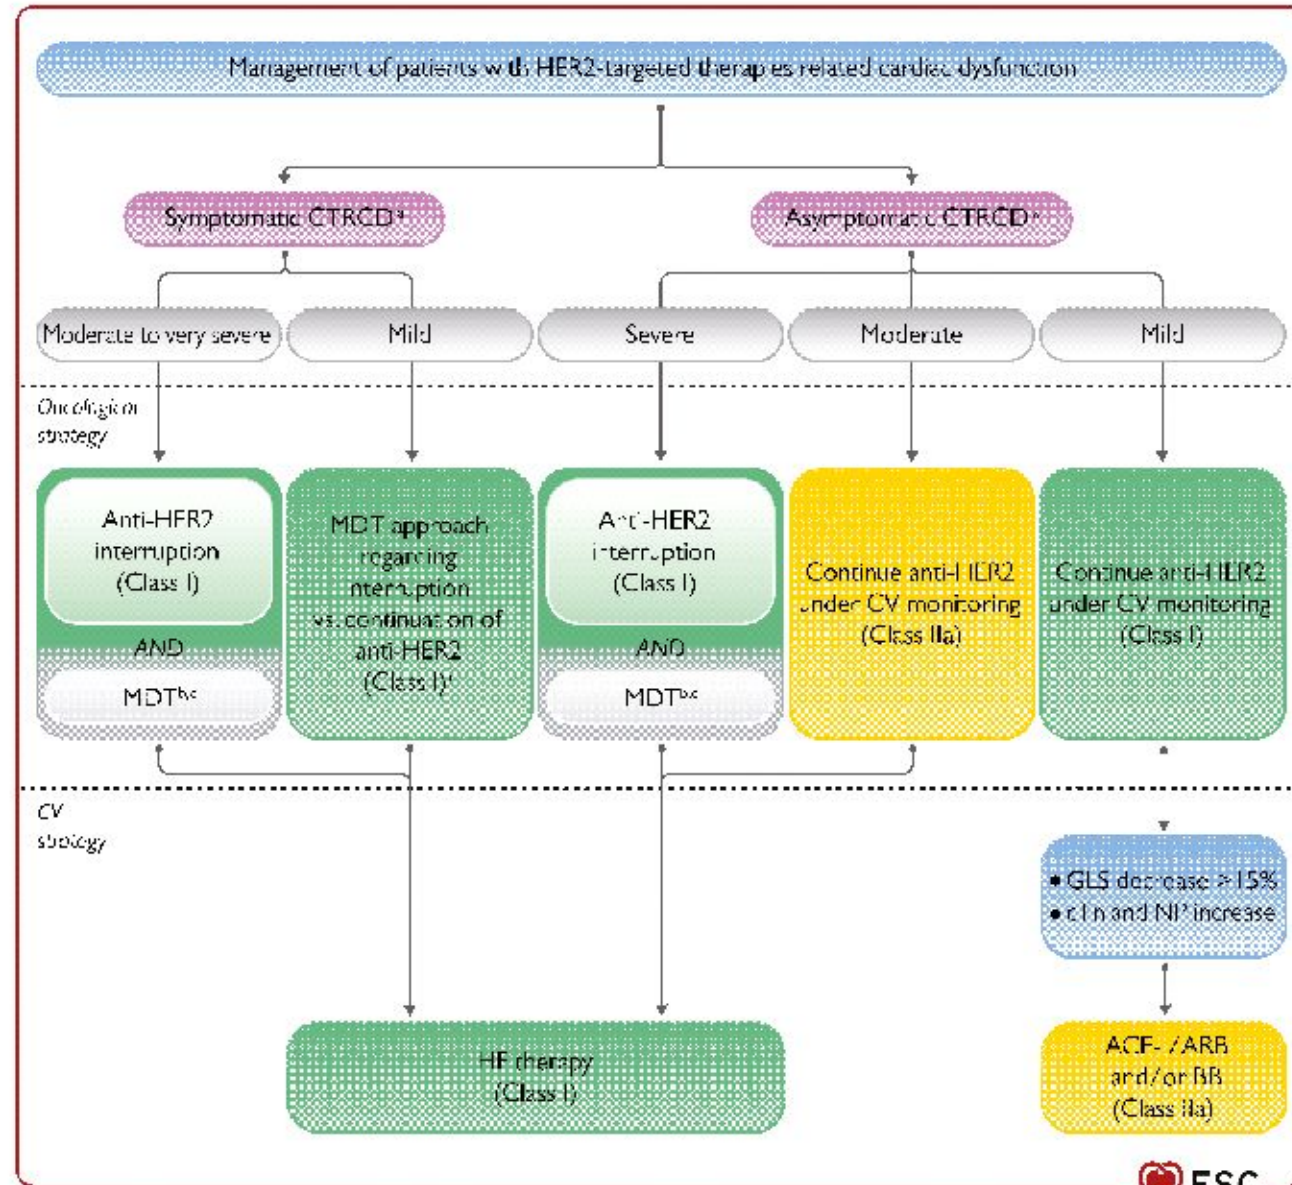 Management of patients with HER2-targeted therapies related cardiac dysfunction
Symptomatic CTRCD
Asymptomatic CTRCD
Moderate to very severe
Mild
Severe
Moderate
Mild
strategy
Anti-HER2
interruption
(Class I)
AND
MDT
MDT approach
regarding
interruption
vs. continuation of
anti-HER2
(Class I)
Anti-HER2
interruption
(Class I)
AND
MDT
Continue anti-HER2
under CV monitoring
(Class IIa)
Continue anti-HER2
under CV monitoring
(Class I)
CV
strategy
• GLS decrease >15%
• cTn and NP increase
HF therapy
(Class I)
ACE-I/ARB
and/or BB
(Class IIa)
ESC